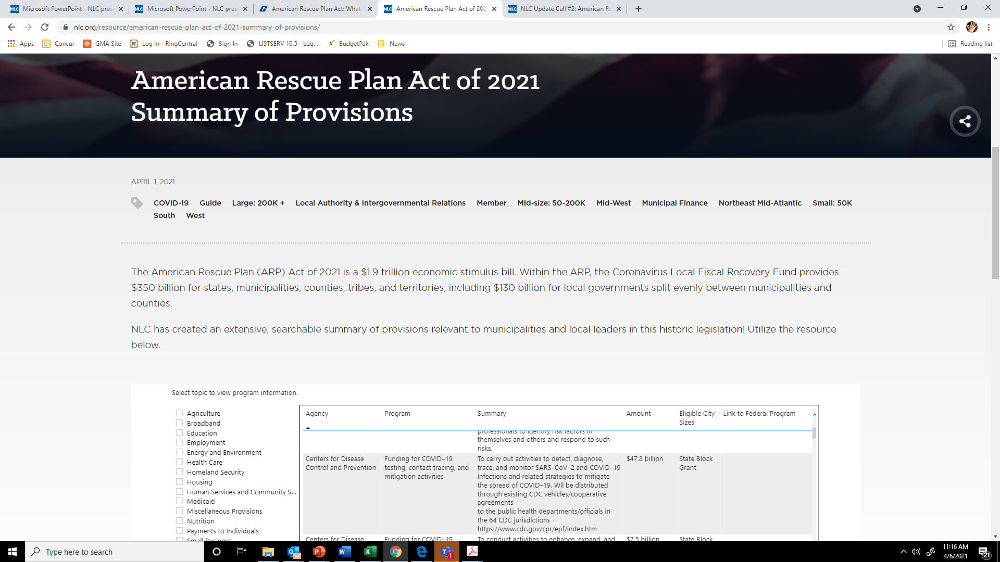 Microsoft PowerPoint - NLC pres
Microsoft PowerPoint - NLC pres
American Rescue Plan Act: What
NLC American Rescue Plan Act of 202
NLC NLC Update Call #2: American Re
nlc.org/resource/american-rescue-plan-act-of-2021-summary-of-provisions/
Apps Concur GMA Site Log In - RingCentral Sign In LISTSERV 16.5 - Log... BudgetPak News Reading list
American Rescue Plan Act of 2021
Summary of Provisions
APRIL 1, 2021
COVID-19 Guide Large: 200K + Local Authority & Intergovernmental Relations Member Mid-size: 50-200K Mid-West Municipal Finance Northeast Mid-Atlantic Small: 50K
South West
The American Rescue Plan (ARP) Act of 2021 is a $1.9 trillion economic stimulus bill. Within the ARP, the Coronavirus Local Fiscal Recovery Fund provides
$350 billion for states, municipalities, counties, tribes, and territories, including $130 billion for local governments split evenly between municipalities and
counties.
NLC has created an extensive, searchable summary of provisions relevant to municipalities and local leaders in this historic legislation! Utilize the resource
below.
Select topic to view program information.
Agriculture
Broadband
Education
Employment
Energy and Environment
Health Care
Homeland Security
Housing
Human Services and Community S...
Medicaid
Miscellaneous Provisions
Nutrition
Payments to Individuals
Small Business
Agency Program Summary Amount Eligible City Link to Federal Program
Sizes
professionals to identify risk factors in
themselves and others and respond to such
risks.
Centers for Disease Funding for COVID–19 To carry out activities to detect, diagnose, $47.8 billion State Block
Control and Prevention testing, contact tracing, and trace, and monitor SARS–CoV–2 and COVID–19 Grant
mitigation activities infections and related strategies to mitigate
the spread of COVID–19. Wil be distributed
through existing CDC vehicles/cooperative
agreements
to the public health departments/officials in
the 64 CDC jurisdictions -
https://www.cdc.gov/cpr/epf/index.htm
Centers for Disease Funding for COVID–19 To conduct activities to enhance, expand, and $7.5 billion State Block
Type here to search
11:16 AM
4/6/2021
21
1